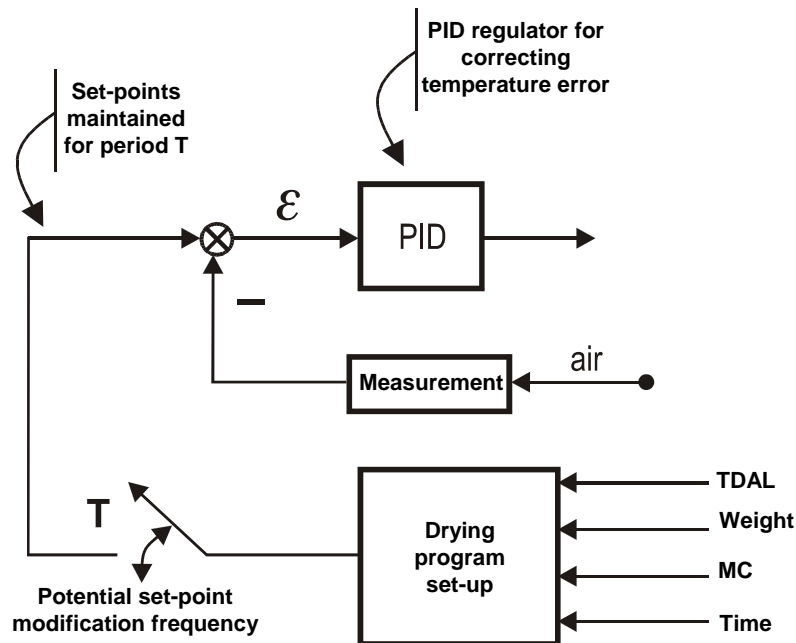 PID regulator for
correcting
temperature error
Set-points
maintained
for period T
ε
PID
–
Measurement
air
T
Potential set-point
modification frequency
Drying
program
set-up
TDAL
Weight
MC
Time